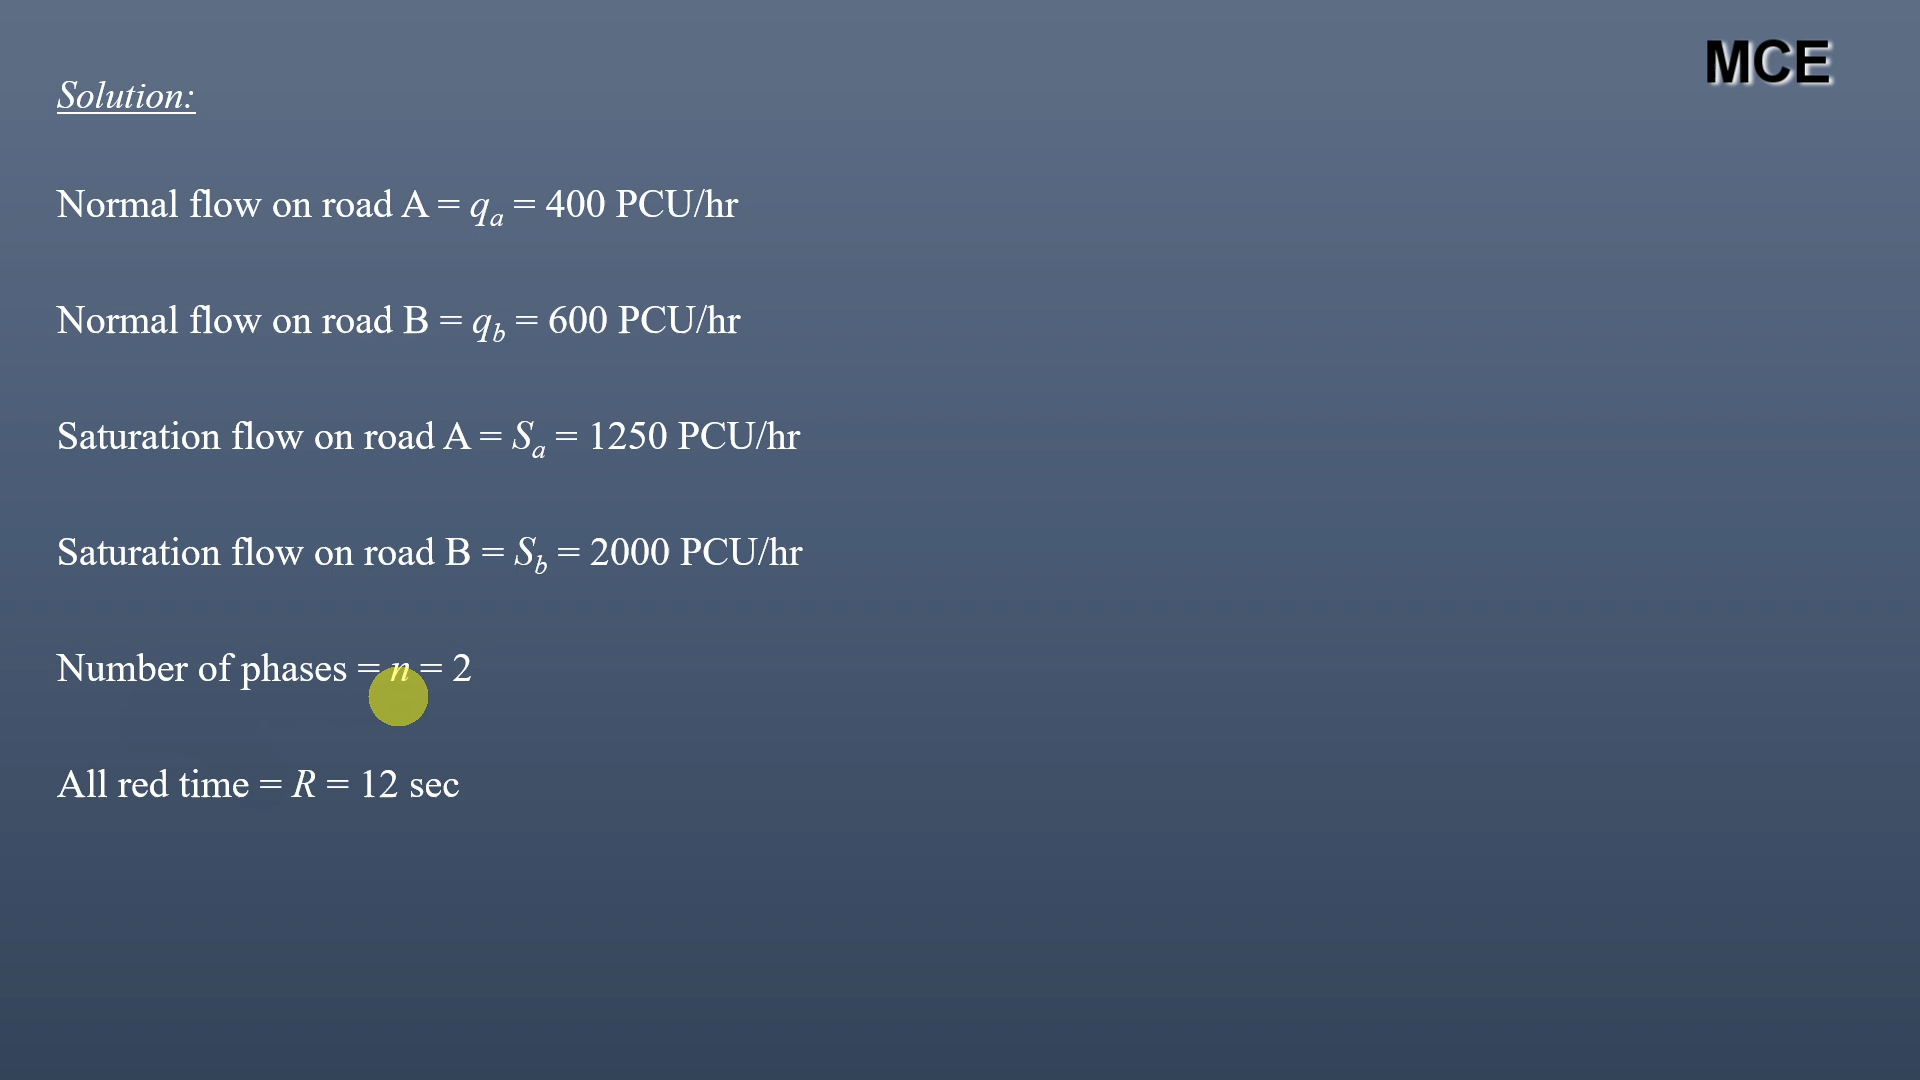 MCE
Solution:
Normal flow on road A = qₐ = 400 PCU/hr
Normal flow on road B = q_b = 600 PCU/hr
Saturation flow on road A = Sₐ = 1250 PCU/hr
Saturation flow on road B = S_b = 2000 PCU/hr
Number of phases = n = 2
All red time = R = 12 sec